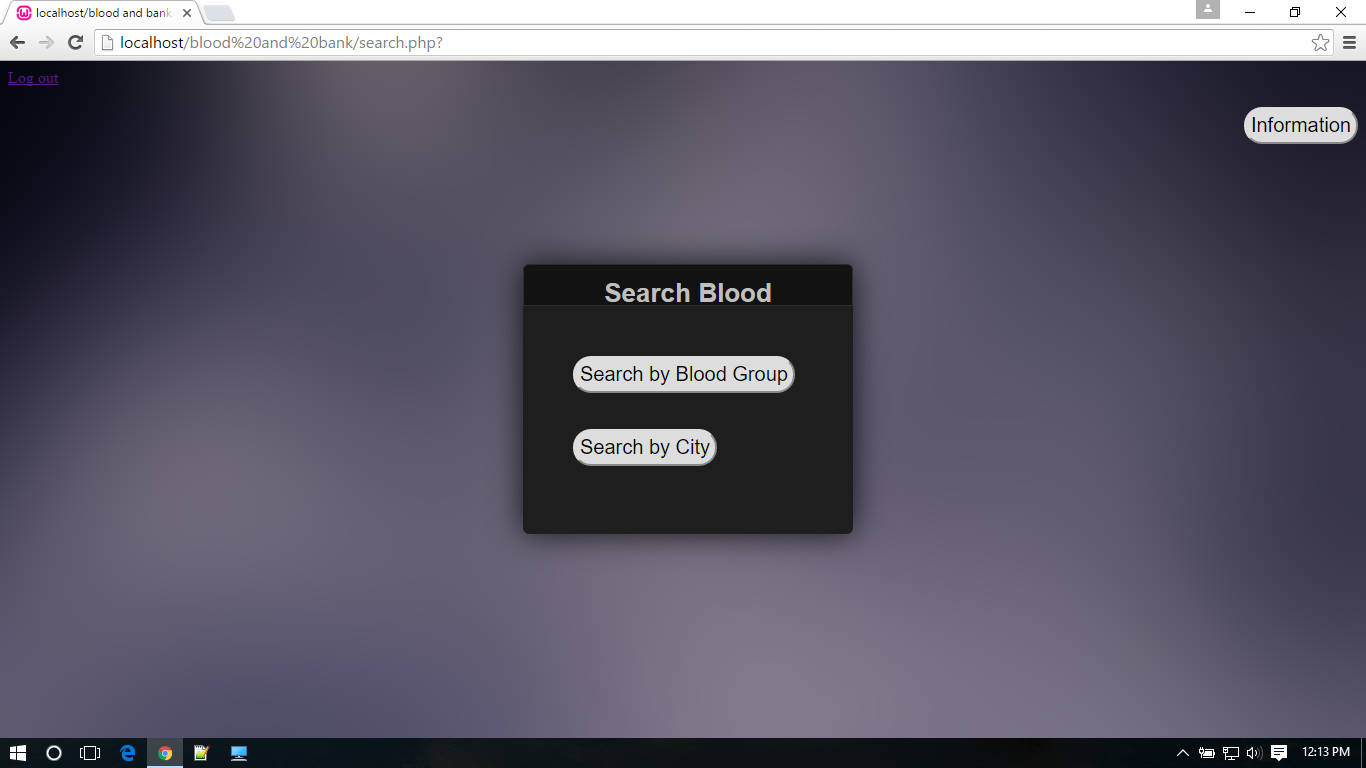 localhost/blood and bank
localhost/blood%20and%20bank/search.php?
Log out
Information
Search Blood
Search by Blood Group
Search by City
12:13 PM